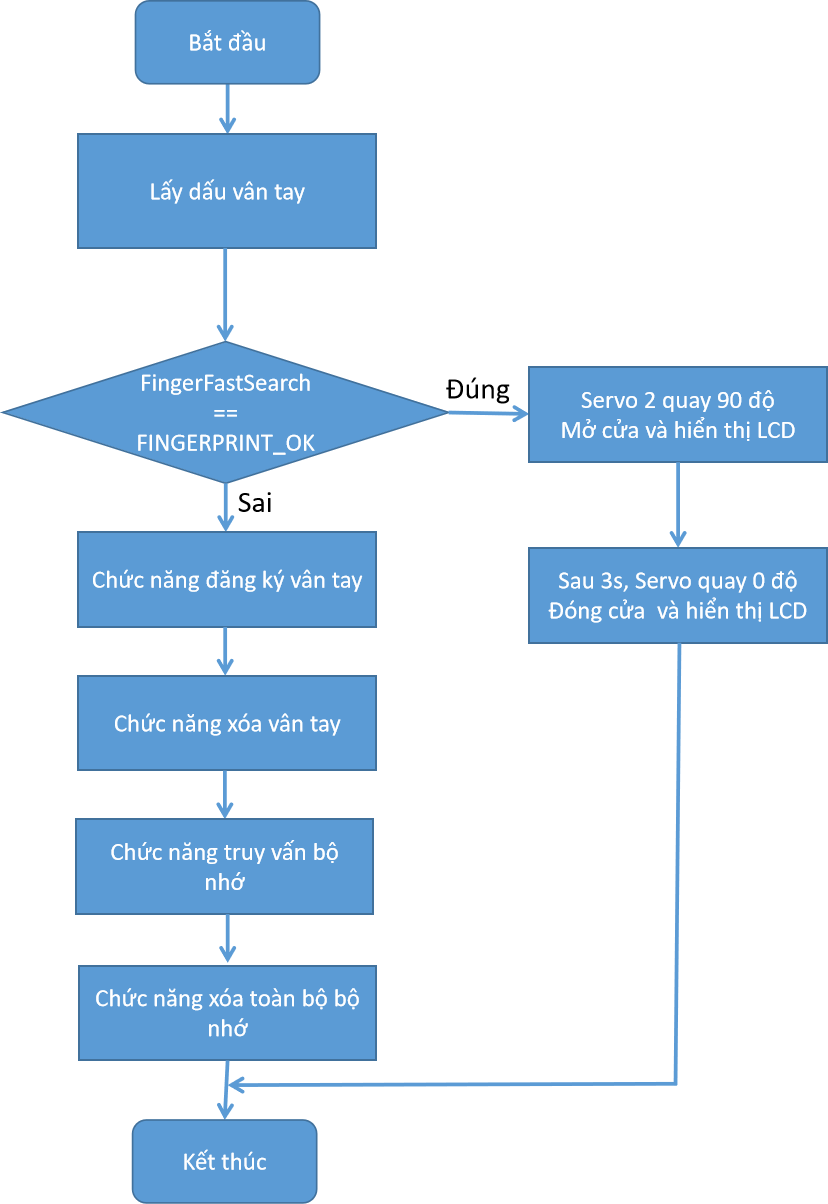 Bắt đầu
Lấy dấu vân tay
FingerFastSearch
==
FINGERPRINT_OK
Đúng
Servo 2 quay 90 độ
Mở cửa và hiển thị LCD
Sai
Sau 3s, Servo quay 0 độ
Đóng cửa  và hiển thị LCD
Chức năng đăng ký vân tay
Chức năng xóa vân tay
Chức năng truy vấn bộ
nhớ
Chức năng xóa toàn bộ bộ
nhớ
Kết thúc